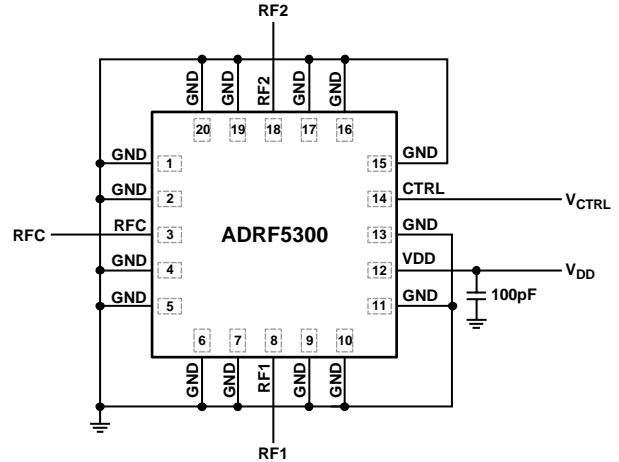 RF2
GND
GND
RF2
GND
GND
20
19
18
17
16
GND
1
15
GND
GND
2
14
CTRL
VCTRL
RFC
RFC
3
ADRF5300
13
GND
GND
4
12
VDD
VDD
GND
5
11
GND
100pF
6
7
8
9
10
GND
GND
RF1
GND
GND
RF1